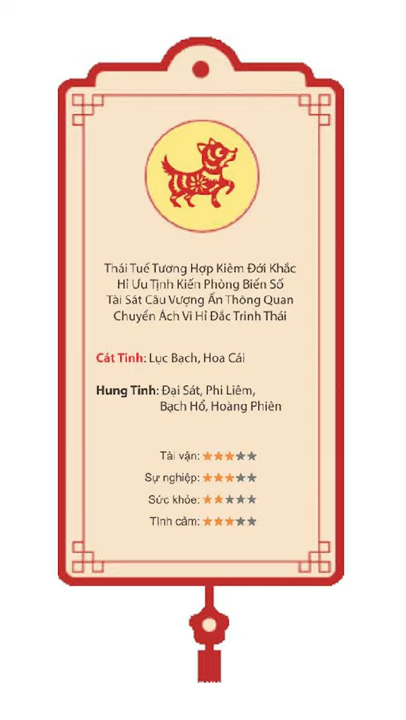 Thái Tuế Tương Hợp Kiêm Đới Khắc
Hỉ Ưu Tịnh Kiến Phòng Biến Số
Tài Sát Câu Vượng Ấn Thông Quan
Chuyển Ách Vi Hỉ Đắc Trinh Thái
Cát Tinh: Lục Bạch, Hoa Cái
Hung Tinh: Đại Sát, Phi Liêm,
Bạch Hổ, Hoàng Phiên
Tài vận: ★★★★★
Sự nghiệp: ★★★★★
Sức khỏe: ★★★★★
Tình cảm: ★★★★★